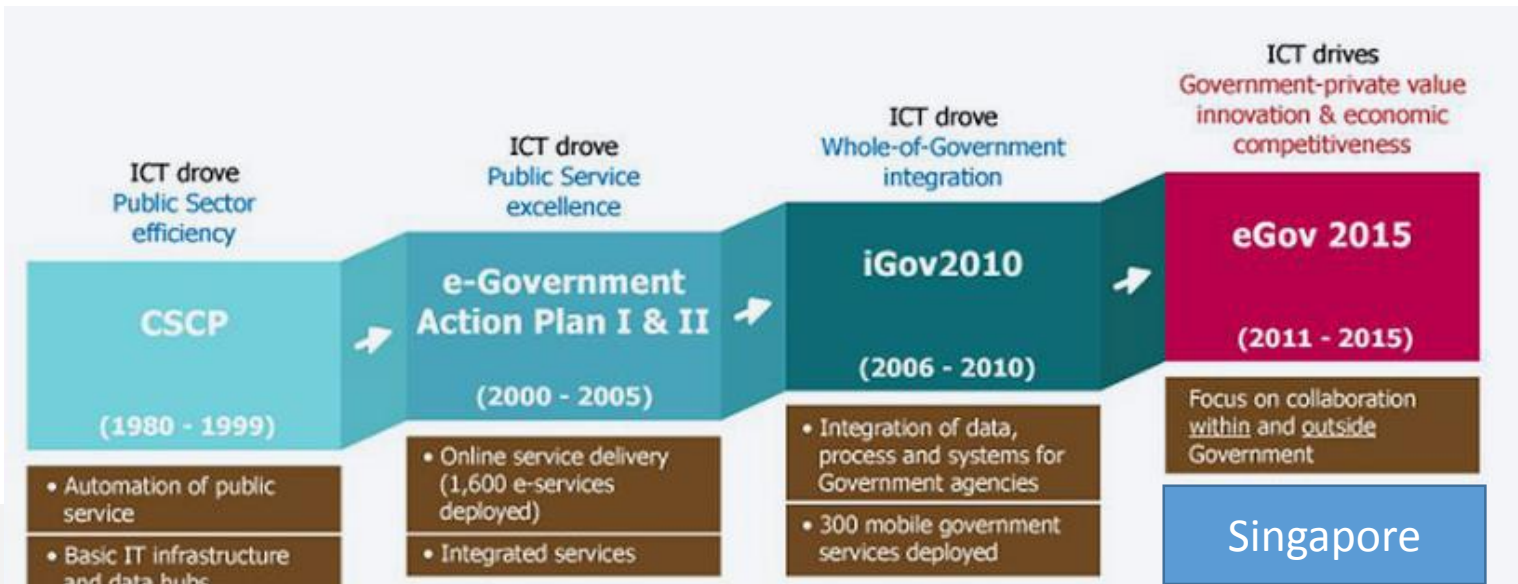 ICT drove
Public Sector
efficiency
CSCP
(1980 - 1999)
• Automation of public
service
• Basic IT infrastructure
and data hubs
ICT drove
Public Service
excellence
e-Government
Action Plan I & II
(2000 - 2005)
• Online service delivery
(1,600 e-services
deployed)
• Integrated services
ICT drove
Whole-of-Government
integration
iGov2010
(2006 - 2010)
• Integration of data,
process and systems for
Government agencies
• 300 mobile government
services deployed
ICT drives
Government-private value
innovation & economic
competitiveness
eGov 2015
(2011 - 2015)
Focus on collaboration
within and outside
Government
Singapore